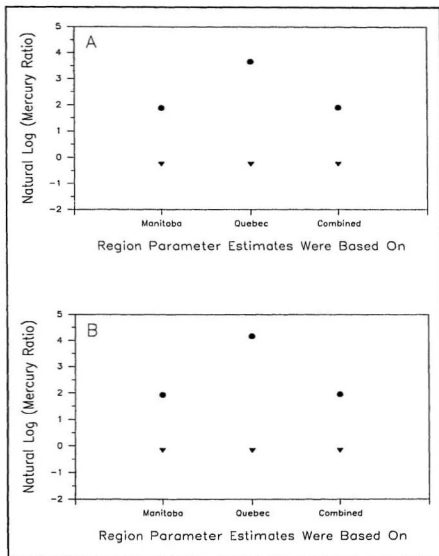 A
5
4
3
2
1
0
-1
-2
Natural Log (Mercury Ratio)
Manitoba Quebec Combined
Region Parameter Estimates Were Based On
B
5
4
3
2
1
0
-1
-2
Natural Log (Mercury Ratio)
Manitoba Quebec Combined
Region Parameter Estimates Were Based On